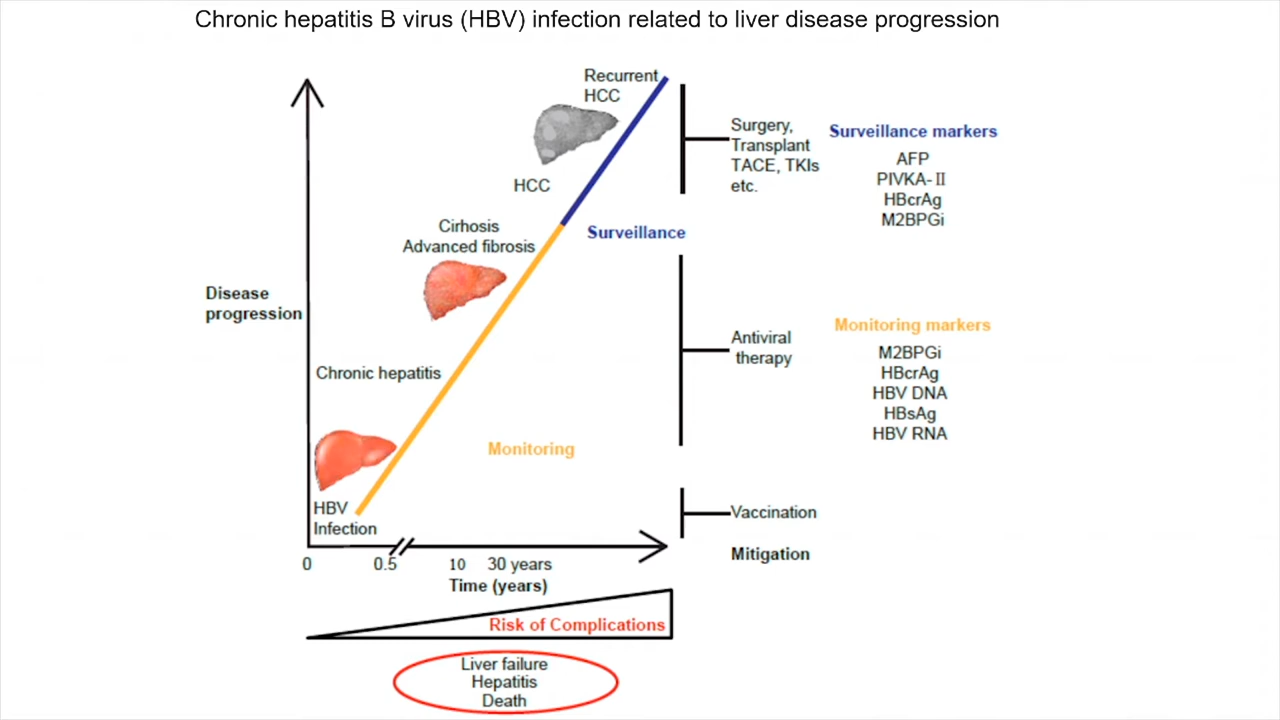 Chronic hepatitis B virus (HBV) infection related to liver disease progression
Recurrent
HCC
HCC
Cirhosis
Advanced fibrosis
Surveillance
Disease
progression
Chronic hepatitis
Monitoring
HBV
Infection
0
0.5
10
30 years
Time (years)
Risk of Complications
Liver failure
Hepatitis
Death
Surgery,
Transplant
TACE, TKIs
etc.
Antiviral
therapy
Vaccination
Mitigation
Surveillance markers
AFP
PIVKA-II
HBcrAg
M2BPGi
Monitoring markers
M2BPGi
HBcrAg
HBV DNA
HBsAg
HBV RNA